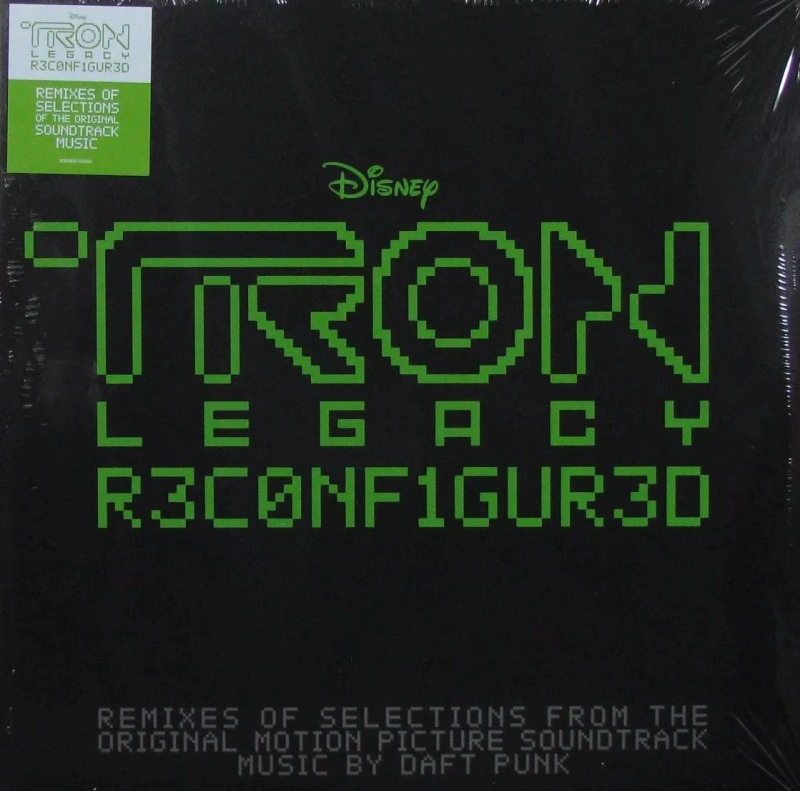 Disney
TRON
LEGACY
R3C0NF1GUR3D
REMIXES OF
SELECTIONS
OF THE ORIGINAL
SOUNDTRACK
MUSIC
Disney
TRON
LEGACY
R3C0NF1GUR3D
REMIXES OF SELECTIONS FROM THE
ORIGINAL MOTION PICTURE SOUNDTRACK
MUSIC BY DAFT PUNK